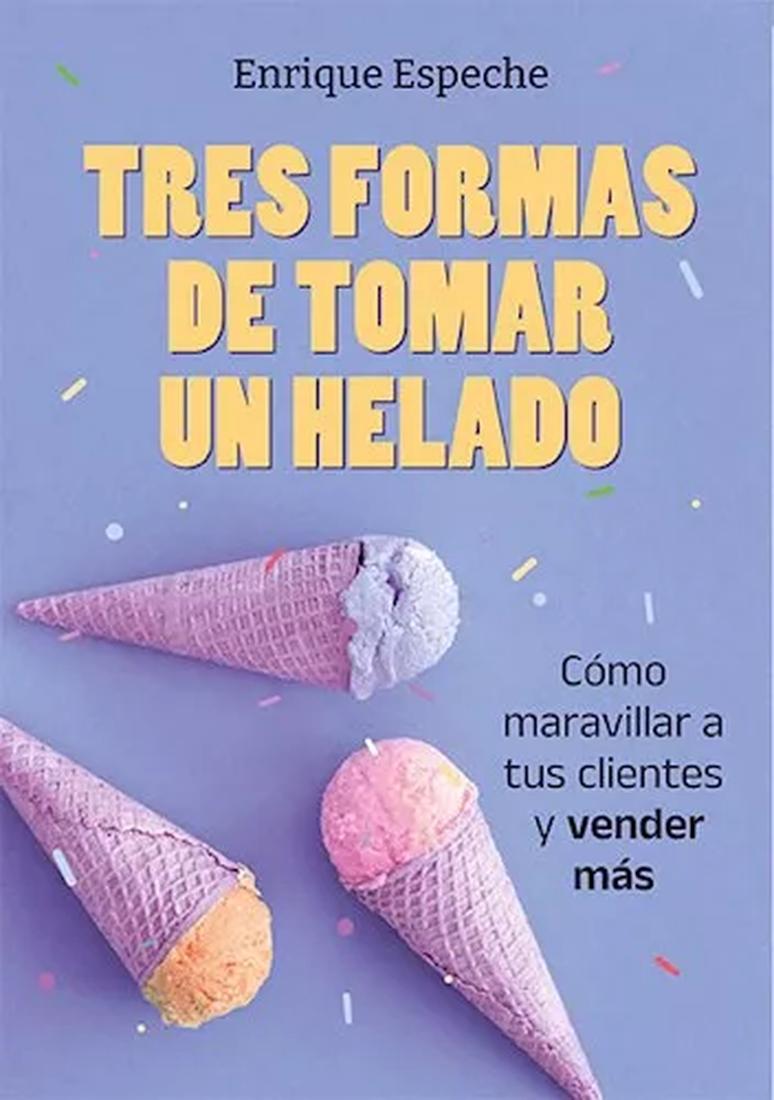 Enrique Espeche
TRES FORMAS
DE TOMAR
UN HELADO
Cómo
maravillar a
tus clientes
y vender
más